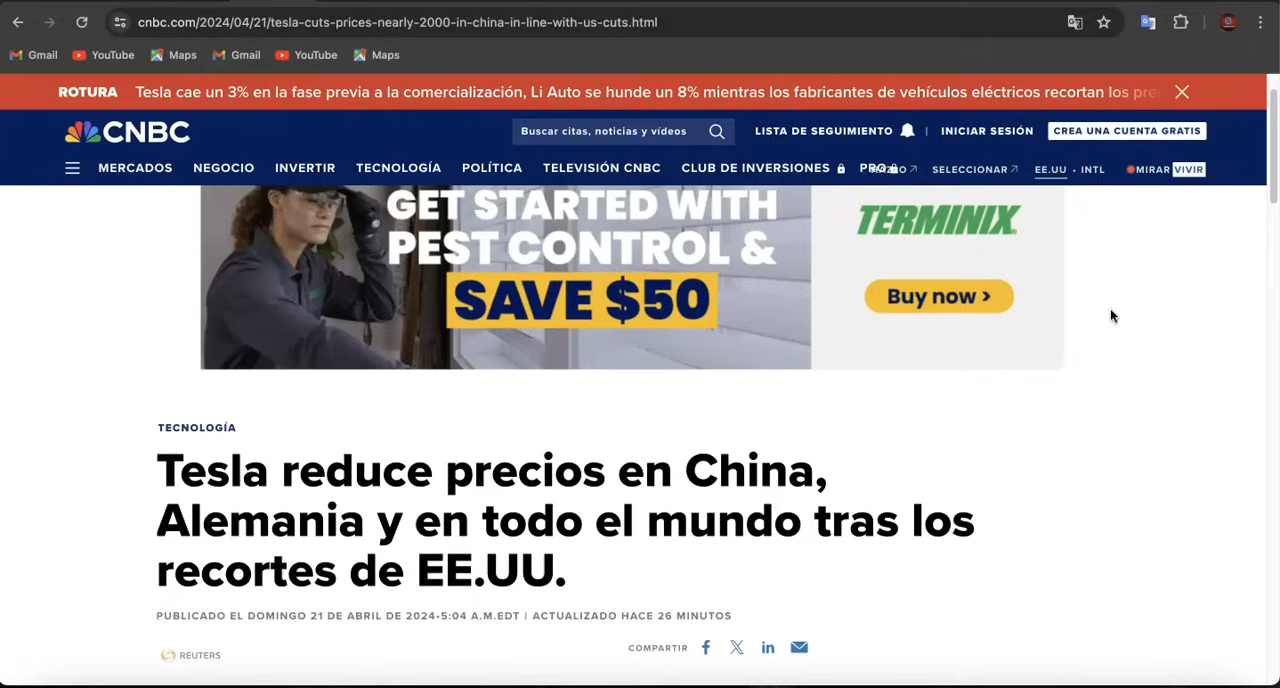 cnbc.com/2024/04/21/tesla-cuts-prices-nearly-2000-in-china-in-line-with-us-cuts.html
Gmail YouTube Maps Gmail YouTube Maps
ROTURA Tesla cae un 3% en la fase previa a la comercialización, Li Auto se hunde un 8% mientras los fabricantes de vehículos eléctricos recortan los
CNBC Buscar citas, noticias y vídeos LISTA DE SEGUIMIENTO | INICIAR SESIÓN CREA UNA CUENTA GRATIS
MERCADOS NEGOCIO INVERTIR TECNOLOGÍA POLÍTICA TELEVISIÓN CNBC CLUB DE INVERSIONES PRO SELECCIONAR EE.UU • INTL MIRAR VIVIR
GET STARTED WITH
PEST CONTROL &
SAVE $50
TERMINIX
Buy now >
TECNOLOGÍA
Tesla reduce precios en China,
Alemania y en todo el mundo tras los
recortes de EE.UU.
PUBLICADO EL DOMINGO 21 DE ABRIL DE 2024•5:04 A.M.EDT | ACTUALIZADO HACE 26 MINUTOS
REUTERS
COMPARTIR